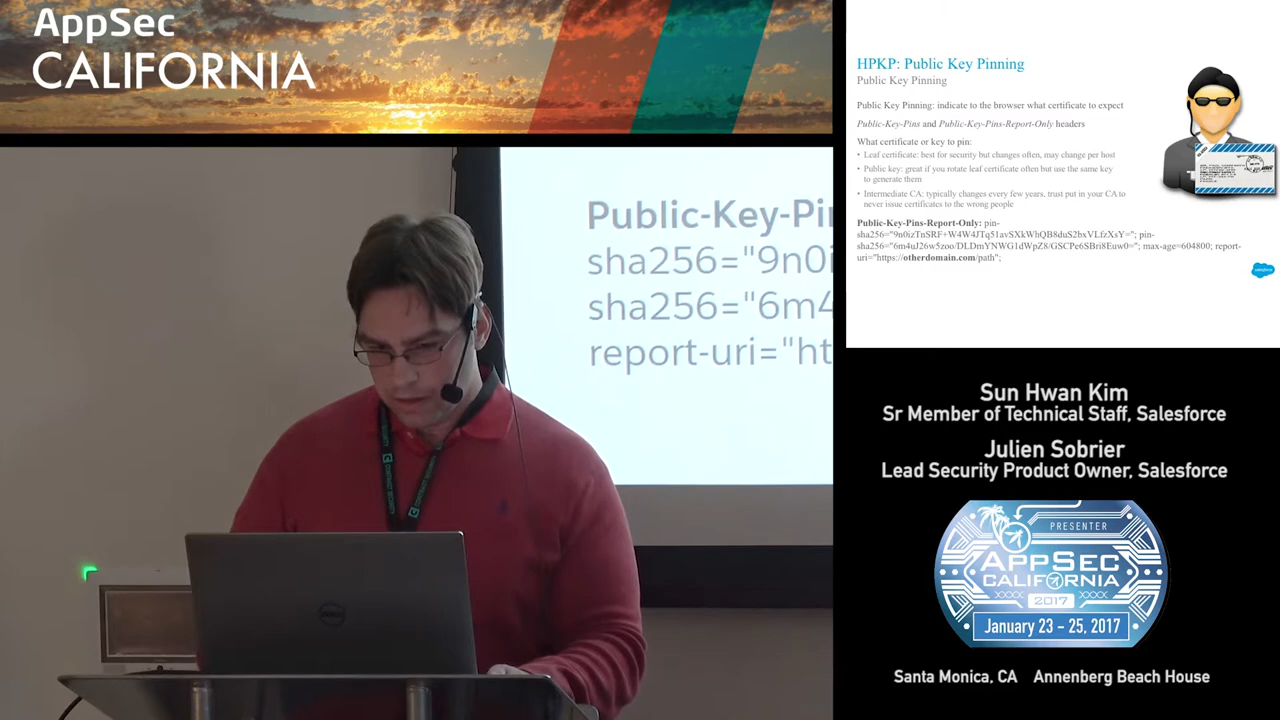 AppSec
CALIFORNIA
Public-Key-Pi
sha256="9n0i
sha256="6m4
report-uri="ht
CONTRAST SECURITY
DELL
HPKP: Public Key Pinning
Public Key Pinning
Public Key Pinning: indicate to the browser what certificate to expect
Public-Key-Pins and Public-Key-Pins-Report-Only headers
What certificate or key to pin:
• Leaf certificate: best for security but changes often, may change per host
• Public key: great if you rotate leaf certificate often but use the same key
to generate them
• Intermediate CA: typically changes every few years, trust put in your CA to
never issue certificates to the wrong people
Public-Key-Pins-Report-Only: pin-
sha256="9n0izTnSRF+W4W4JTq51avSXkWhQB8duS2bxVLfzXsY="; pin-
sha256="6m4uJ26w5zoo/DLDmYNWG1dWpZ8/GSCPe6SBri8Euw0="; max-age=604800; report-
uri="https://otherdomain.com/path";
salesforce
Sun Hwan Kim
Sr Member of Technical Staff, Salesforce
Julien Sobrier
Lead Security Product Owner, Salesforce
PRESENTER
APPSEC
CALIFORNIA
XXXX 2017 XXXX
January 23 – 25, 2017
Santa Monica, CA Annenberg Beach House